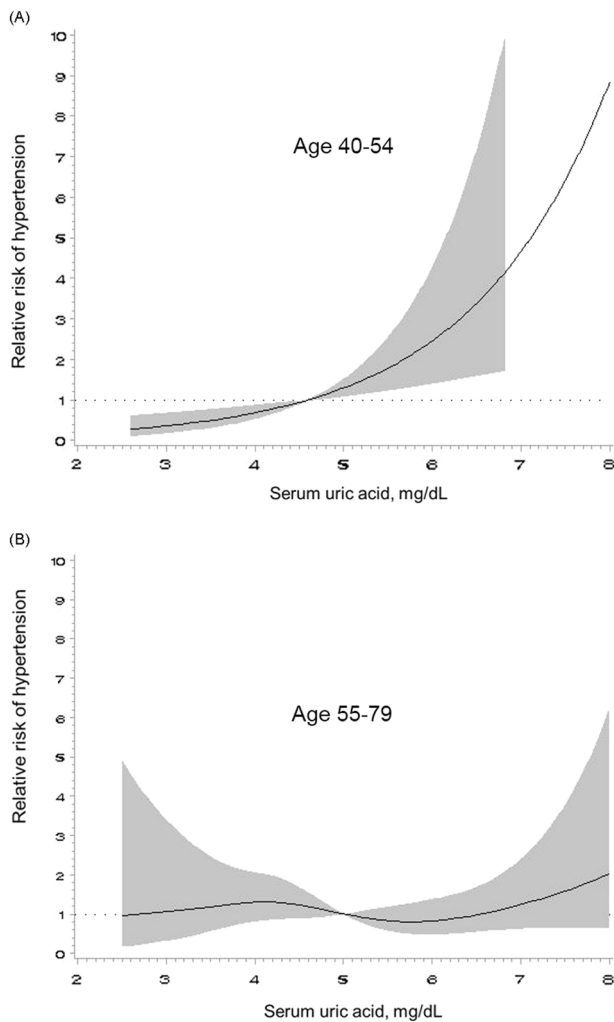 (A)
10
9
8
7
6
5
4
3
2
1
0
Relative risk of hypertension
Age 40-54
2 3 4 5 6 7 8
Serum uric acid, mg/dL
(B)
10
9
8
7
6
5
4
3
2
1
0
Relative risk of hypertension
Age 55-79
2 3 4 5 6 7 8
Serum uric acid, mg/dL